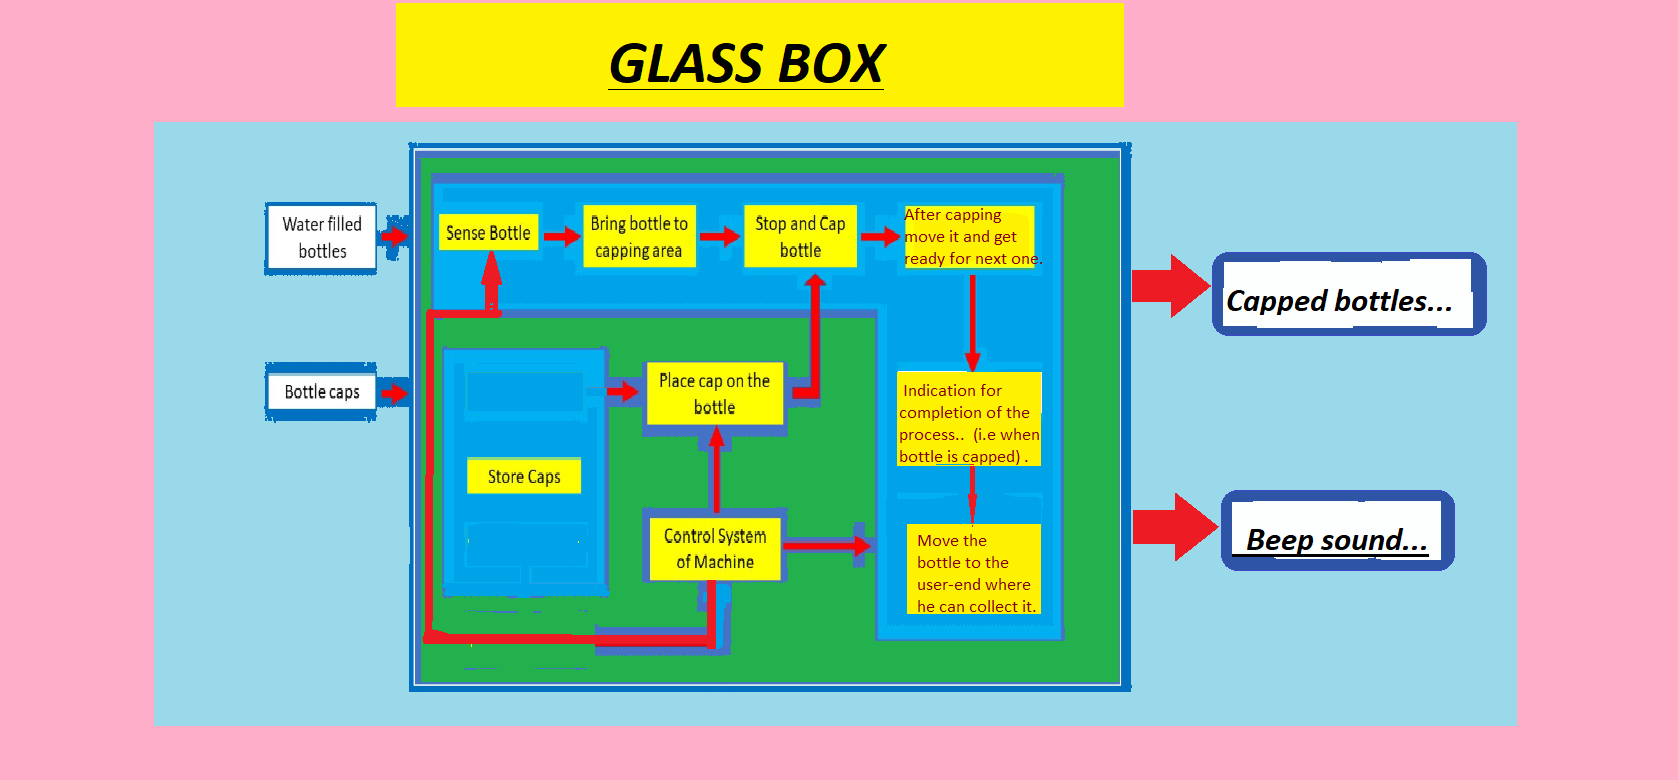 GLASS BOX
Water filled
bottles
Sense Bottle
Bring bottle to
capping area
Stop and Cap
bottle
After capping
move it and get
ready for next one.
Capped bottles...
Bottle caps
Place cap on the
bottle
Indication for
completion of the
process.. (i.e when
bottle is capped) .
Store Caps
Control System
of Machine
Move the
bottle to the
user-end where
he can collect it.
Beep sound...